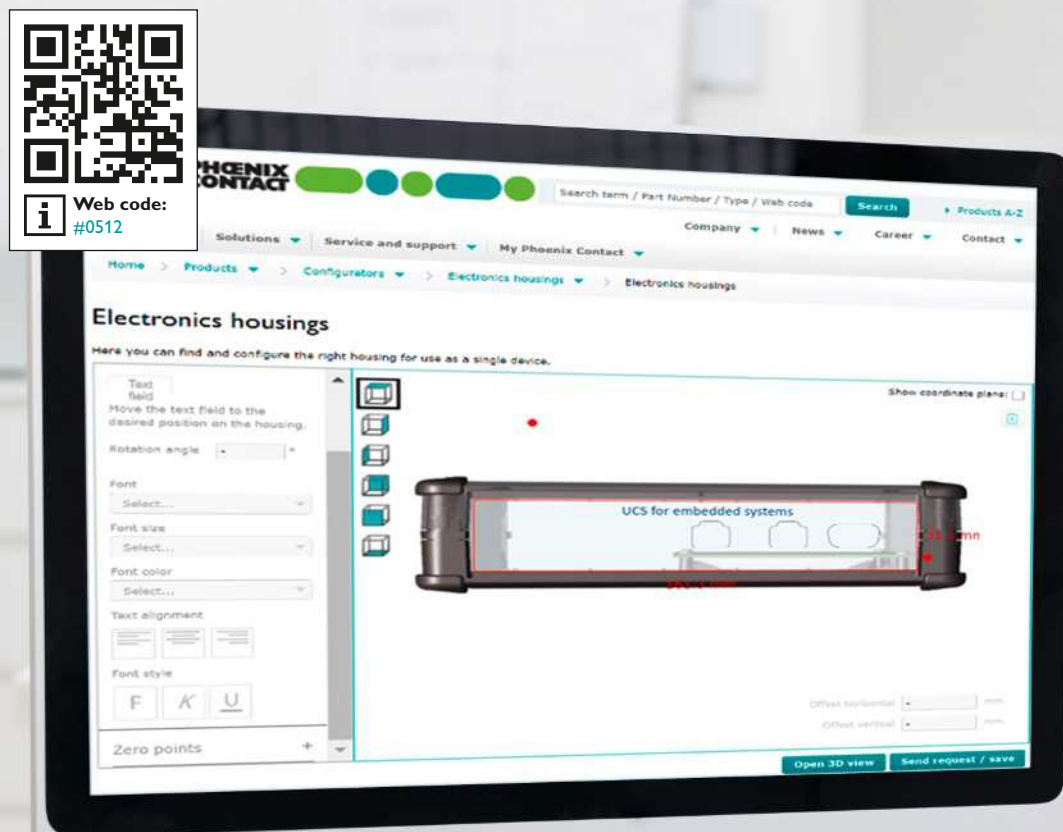 Web code:
#0512
PHŒNIX
CONTACT
Search term / Part Number / Type / Web code
Search
Products A-Z
Solutions
Service and support
My Phoenix Contact
Company
News
Career
Contact
Home > Products > Configurators > Electronics housings > Electronics housings
Electronics housings
Here you can find and configure the right housing for use as a single device.
Text
field
Move the text field to the
desired position on the housing.
Rotation angle - °
Font
Select...
Font size
Select...
Font color
Select...
Text alignment
Font style
F K U
Zero points +
Show coordinate plane:
UCS for embedded systems
Offset horizontal - mm
Offset vertical - mm
Open 3D view
Send request / save